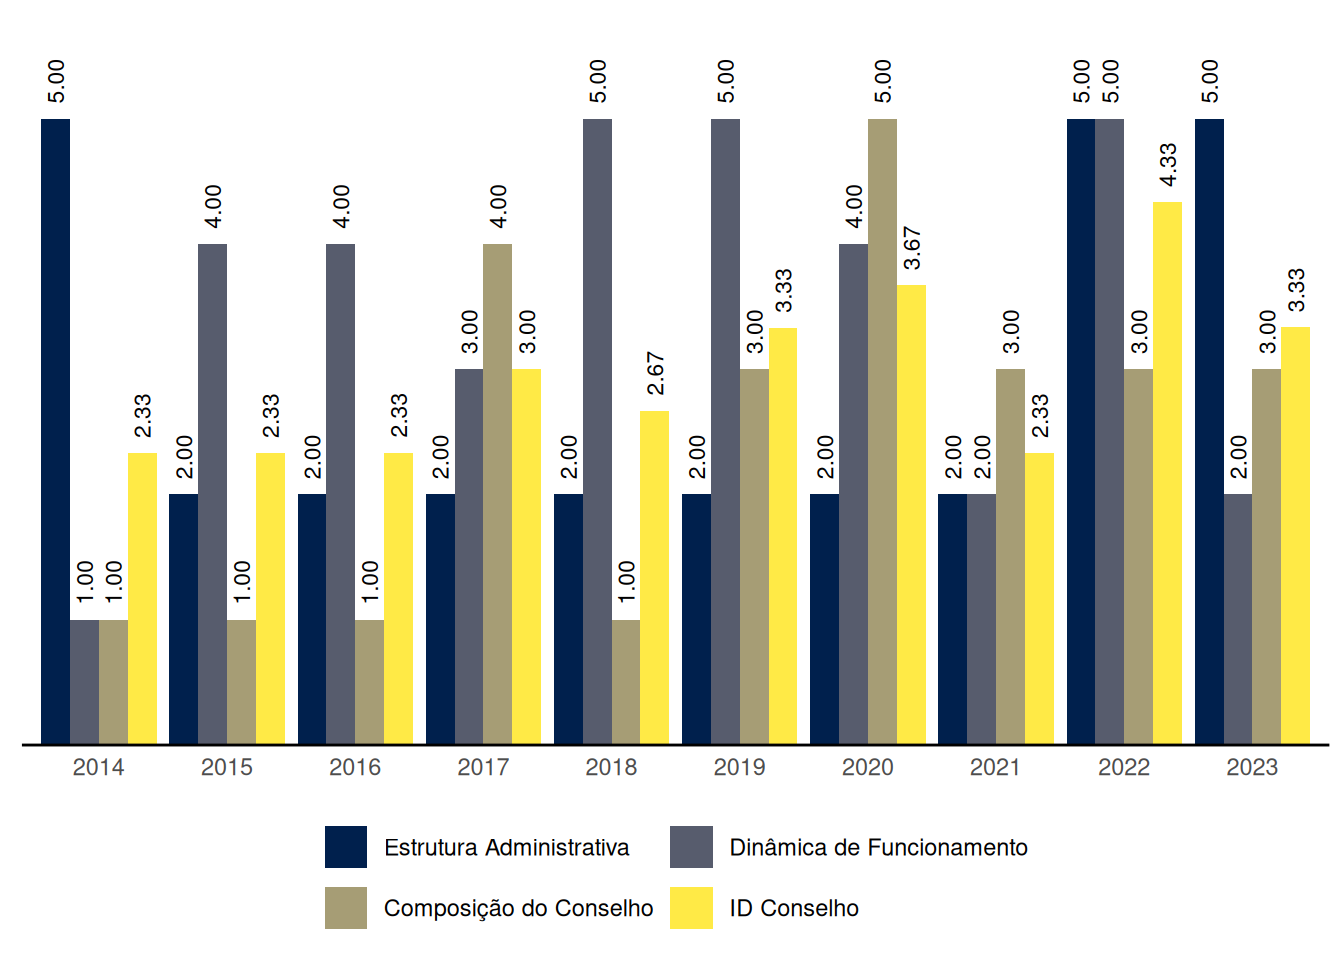 5.00 1.00 1.00 2.33
2.00 4.00 1.00 2.33
2.00 4.00 1.00 2.33
2.00 3.00 4.00 3.00
2.00 5.00 1.00 2.67
2.00 5.00 3.00 3.33
2.00 4.00 5.00 3.67
2.00 2.00 3.00 2.33
5.00 5.00 3.00 4.33
5.00 2.00 3.00 3.33
2014 2015 2016 2017 2018 2019 2020 2021 2022 2023
Estrutura Administrativa Dinâmica de Funcionamento
Composição do Conselho ID Conselho